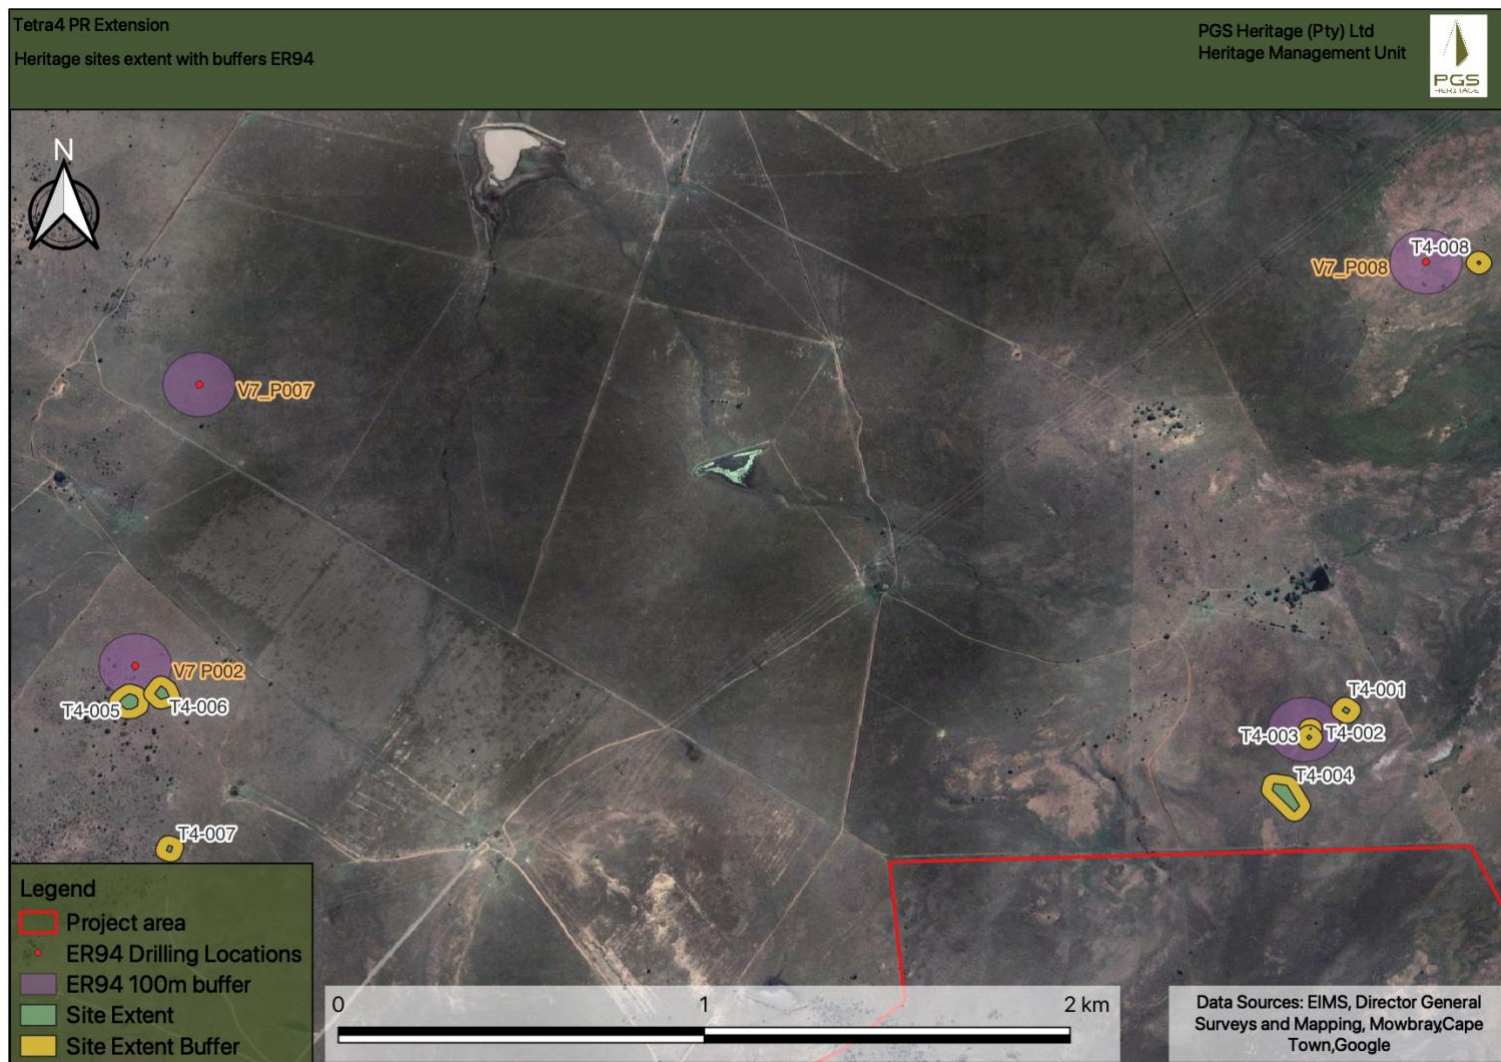 Tetra4 PR Extension
Heritage sites extent with buffers ER94
PGS Heritage (Pty) Ltd
Heritage Management Unit
PGS
HERITAGE
N
T4-008
V7_P008
V7_P007
V7 P002
T4-005
T4-006
T4-001
T4-003
T4-002
T4-004
T4-007
Legend
Project area
ER94 Drilling Locations
ER94 100m buffer
Site Extent
Site Extent Buffer
0 1 2 km
Data Sources: EIMS, Director General
Surveys and Mapping, Mowbray,Cape
Town,Google